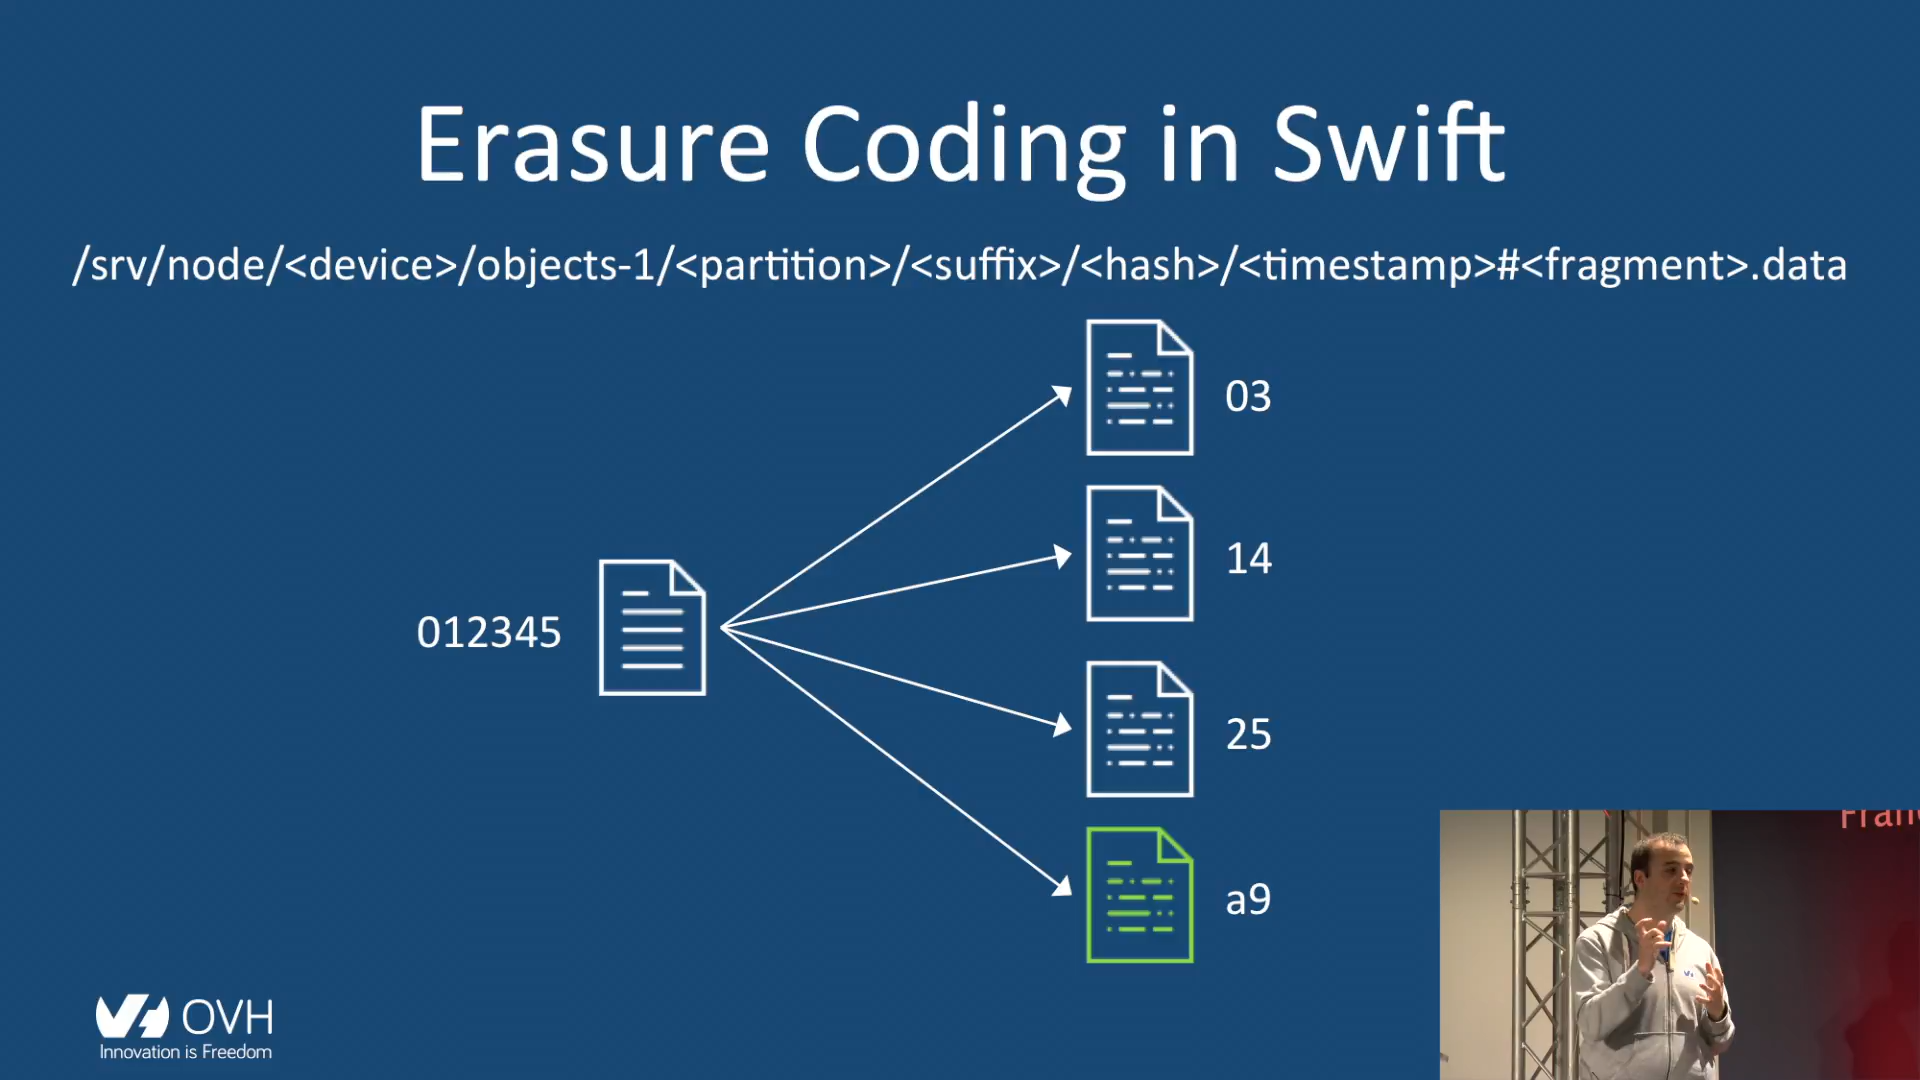 Erasure Coding in Swift
/srv/node/<device>/objects-1/<partition>/<suffix>/<hash>/<timestamp>#<fragment>.data
03
14
012345
25
a9
OVH
Innovation is Freedom
Fran